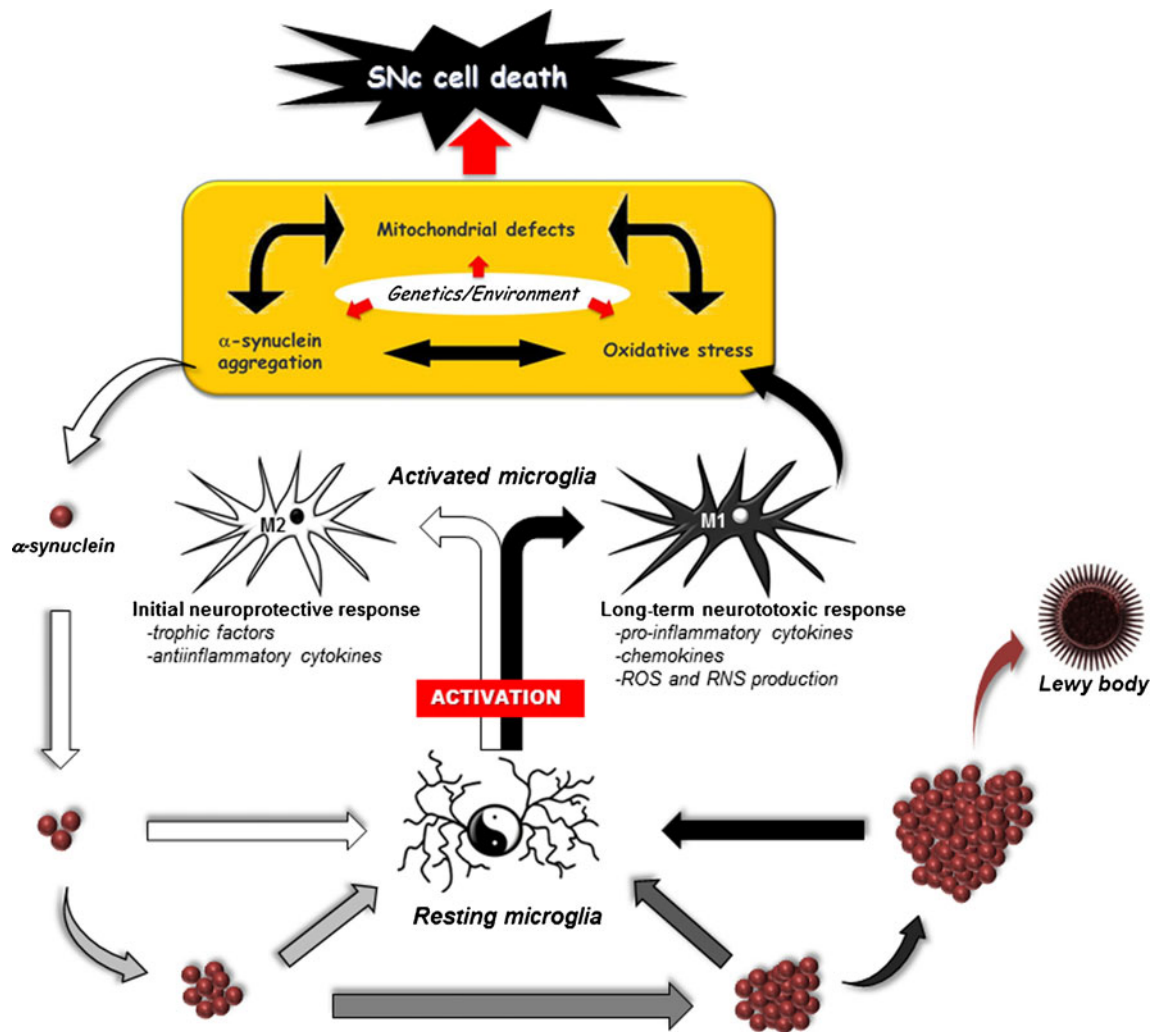 SNc cell death
Mitochondrial defects
Genetics/Environment
α-synuclein
aggregation
Oxidative stress
Activated microglia
M2
M1
α-synuclein
Initial neuroprotective response
-trophic factors
-antiinflammatory cytokines
Long-term neurototoxic response
-pro-inflammatory cytokines
-chemokines
-ROS and RNS production
Lewy body
ACTIVATION
Resting microglia